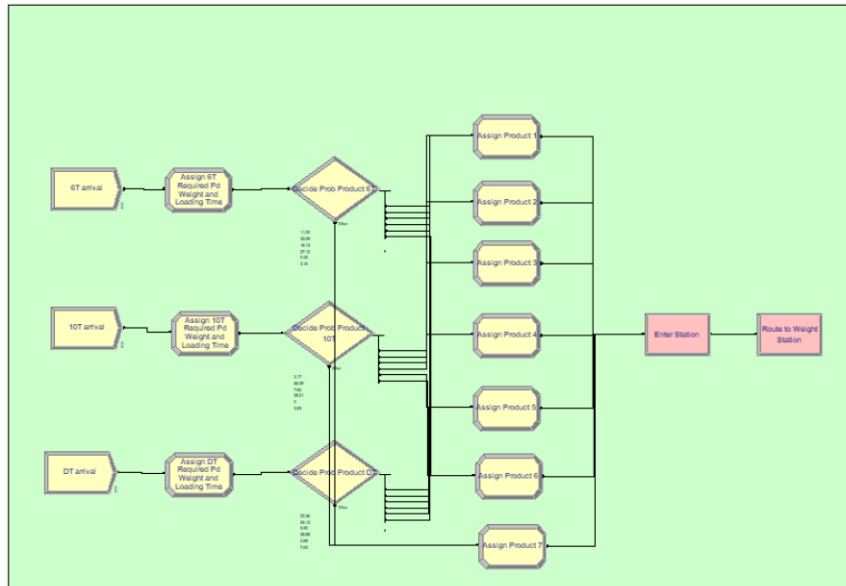 6T arrival
Assign 6T
Required Pd
Weight and
Loading Time
Decide Prob Product 6T
Else
10T arrival
Assign 10T
Required Pd
Weight and
Loading Time
Decide Prob Product
10T
Else
DT arrival
Assign DT
Required Pd
Weight and
Loading Time
Decide Prob Product DT
Else
Assign Product 1
Assign Product 2
Assign Product 3
Assign Product 4
Assign Product 5
Assign Product 6
Assign Product 7
Enter Station
Route to Weight
Station